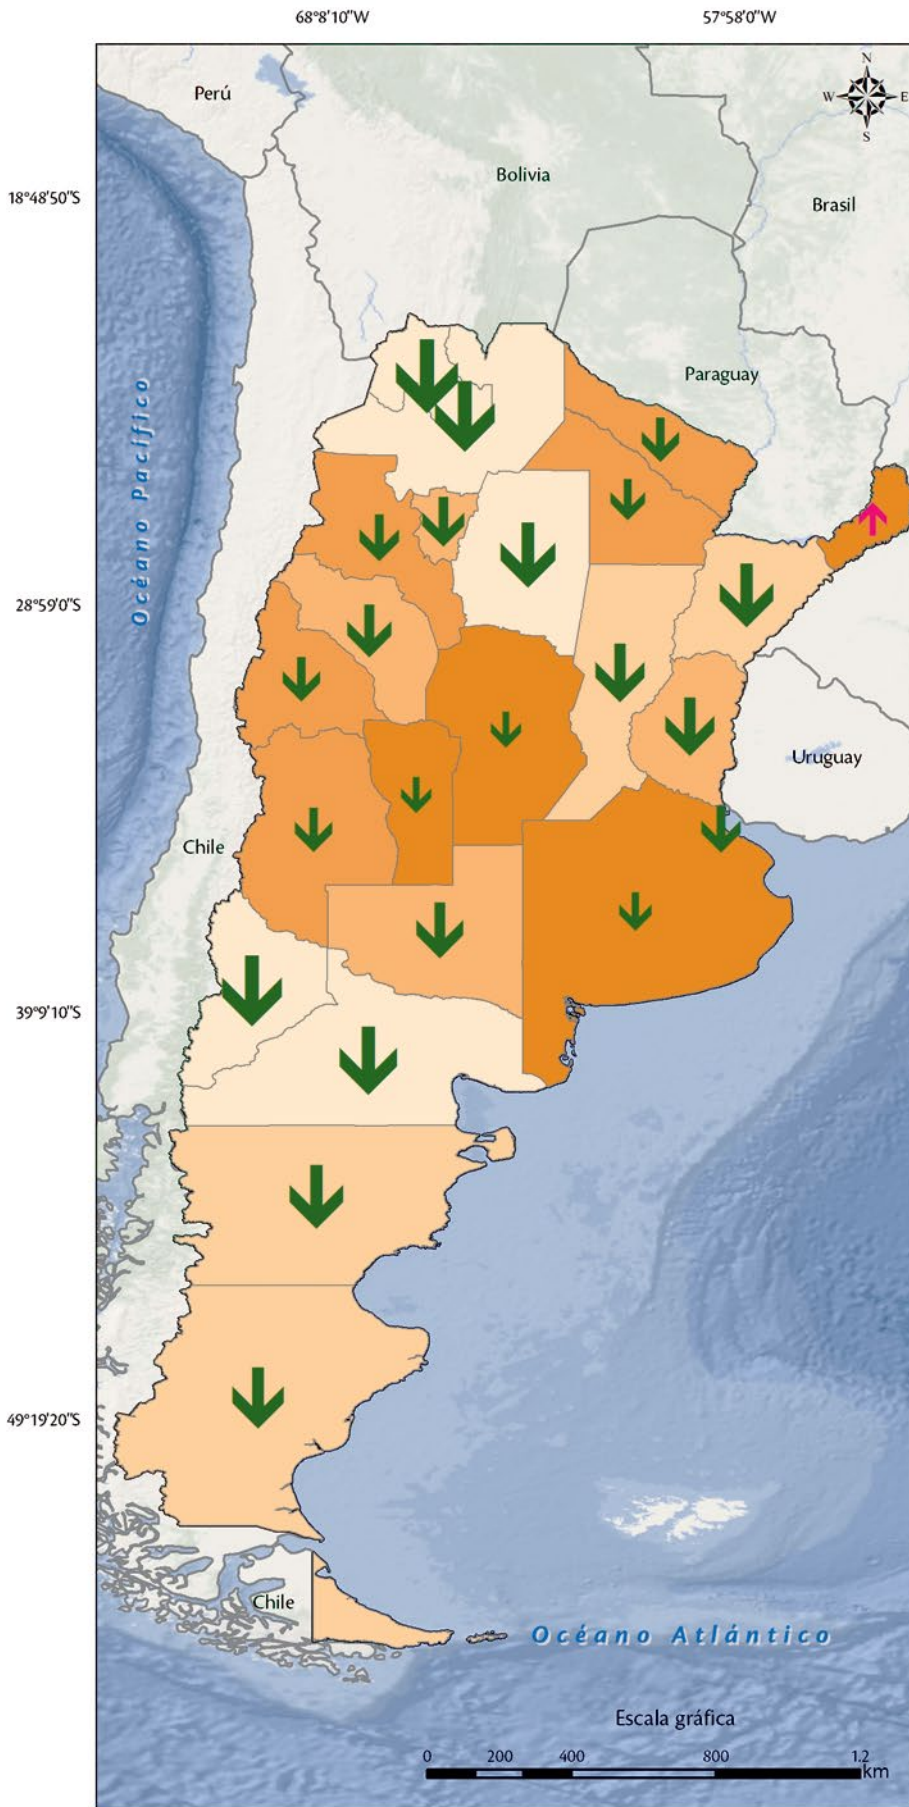 68°8'10"W
57°58'0"W
N
W
E
S
Perú
Bolivia
18°48'50"S
Brasil
Paraguay
Océano Pacífico
28°59'0"S
Uruguay
Chile
39°9'10"S
49°19'20"S
Chile
Océano Atlántico
Escala gráfica
0 200 400 800 1.2
km